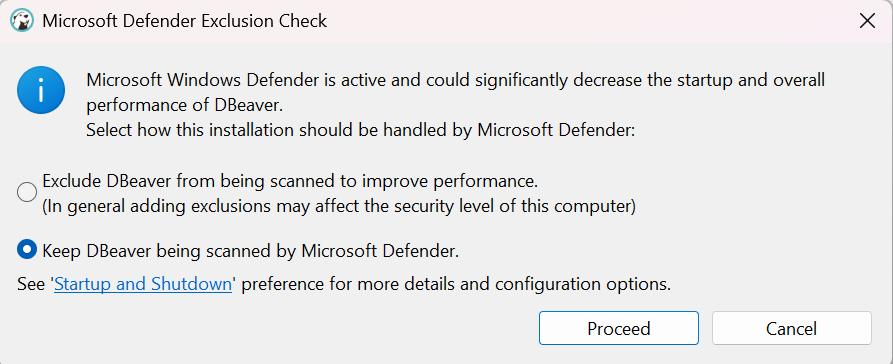 Microsoft Defender Exclusion Check
Microsoft Windows Defender is active and could significantly decrease the startup and overall
performance of DBeaver.
Select how this installation should be handled by Microsoft Defender:
Exclude DBeaver from being scanned to improve performance.
(In general adding exclusions may affect the security level of this computer)
Keep DBeaver being scanned by Microsoft Defender.
See 'Startup and Shutdown' preference for more details and configuration options.
Proceed
Cancel